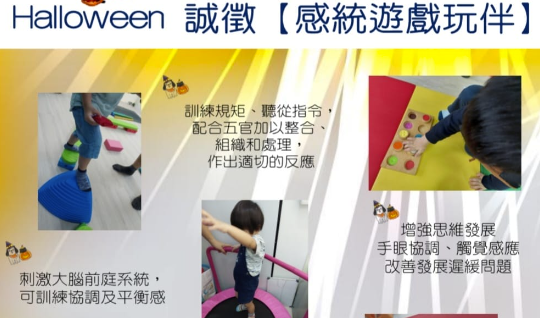 Halloween 誠徵【感統遊戲玩伴】
訓練規矩、聽從指令，
配合五官加以整合、
組織和處理，
作出適切的反應
增強思維發展
手眼協調、觸覺感應
改善發展遲緩問題
刺激大腦前庭系統，
可訓練協調及平衡感